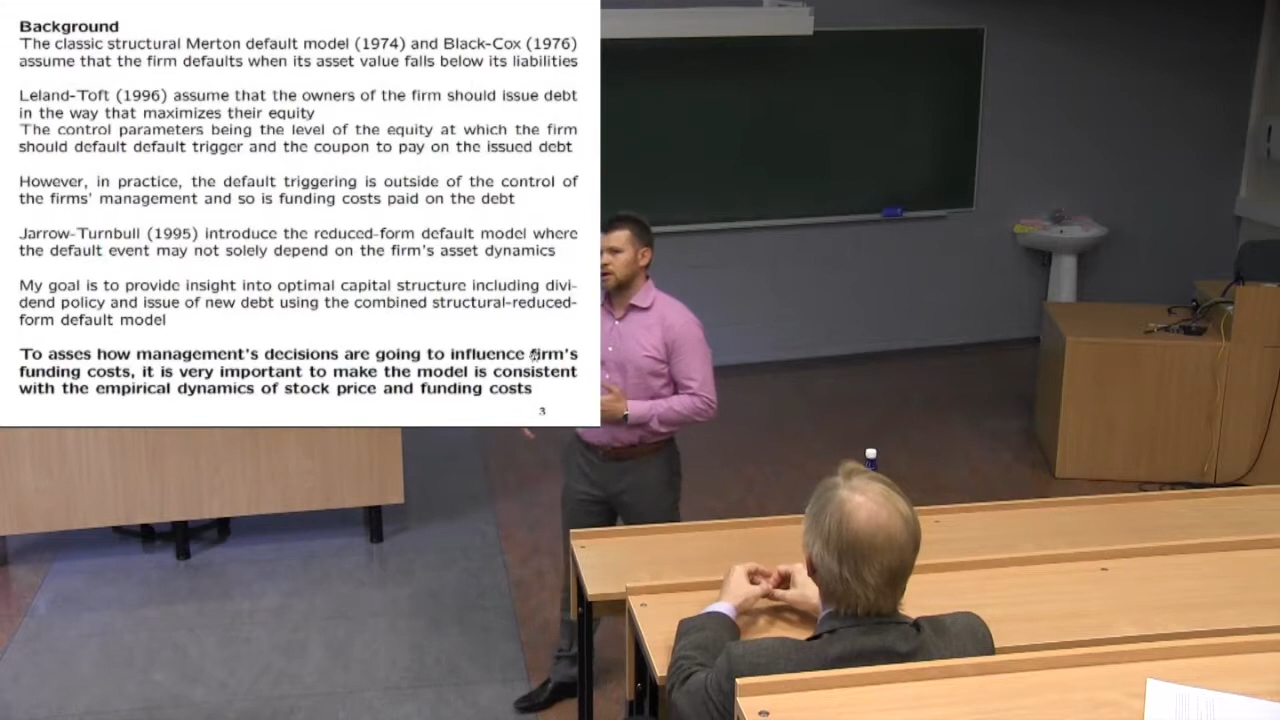 Background
The classic structural Merton default model (1974) and Black-Cox (1976)
assume that the firm defaults when its asset value falls below its liabilities
Leland-Toft (1996) assume that the owners of the firm should issue debt
in the way that maximizes their equity
The control parameters being the level of the equity at which the firm
should default default trigger and the coupon to pay on the issued debt
However, in practice, the default triggering is outside of the control of
the firms' management and so is funding costs paid on the debt
Jarrow-Turnbull (1995) introduce the reduced-form default model where
the default event may not solely depend on the firm's asset dynamics
My goal is to provide insight into optimal capital structure including divi-
dend policy and issue of new debt using the combined structural-reduced-
form default model
To asses how management's decisions are going to influence firm's
funding costs, it is very important to make the model is consistent
with the empirical dynamics of stock price and funding costs
3